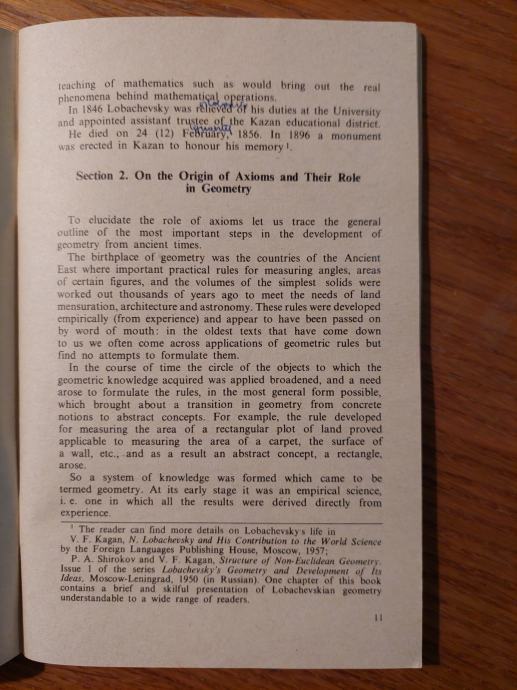 teaching of mathematics such as would bring out the real
phenomena behind mathematical operations.
In 1846 Lobachevsky was relieved of his duties at the University
and appointed assistant trustee of the Kazan educational district.
He died on 24 (12) February, 1856. In 1896 a monument
was erected in Kazan to honour his memory ¹.
Section 2. On the Origin of Axioms and Their Role
in Geometry
To elucidate the role of axioms let us trace the general
outline of the most important steps in the development of
geometry from ancient times.
The birthplace of geometry was the countries of the Ancient
East where important practical rules for measuring angles, areas
of certain figures, and the volumes of the simplest solids were
worked out thousands of years ago to meet the needs of land
mensuration, architecture and astronomy. These rules were developed
empirically (from experience) and appear to have been passed on
by word of mouth: in the oldest texts that have come down
to us we often come across applications of geometric rules but
find no attempts to formulate them.
In the course of time the circle of the objects to which the
geometric knowledge acquired was applied broadened, and a need
arose to formulate the rules, in the most general form possible,
which brought about a transition in geometry from concrete
notions to abstract concepts. For example, the rule developed
for measuring the area of a rectangular plot of land proved
applicable to measuring the area of a carpet, the surface of
a wall, etc., and as a result an abstract concept, a rectangle,
arose.
So a system of knowledge was formed which came to be
termed geometry. At its early stage it was an empirical science,
i. e. one in which all the results were derived directly from
experience.
¹ The reader can find more details on Lobachevsky's life in
V. F. Kagan, N. Lobachevsky and His Contribution to the World Science
by the Foreign Languages Publishing House, Moscow, 1957;
P. A. Shirokov and V. F. Kagan, Structure of Non-Euclidean Geometry.
Issue 1 of the series Lobachevsky's Geometry and Development of Its
Ideas, Moscow-Leningrad, 1950 (in Russian). One chapter of this book
contains a brief and skilful presentation of Lobachevskian geometry
understandable to a wide range of readers.
11